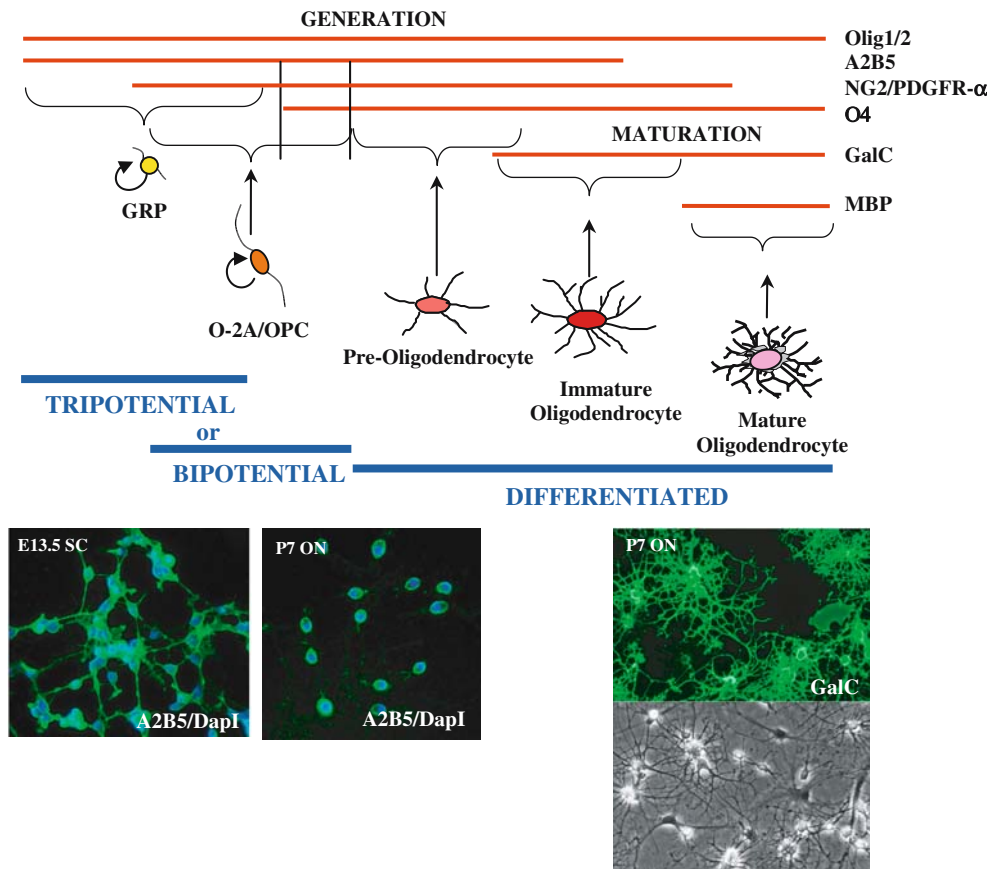 GENERATION
Olig1/2
A2B5
NG2/PDGFR-α
O4
MATURATION
GalC
MBP
GRP
O-2A/OPC
Pre-Oligodendrocyte
Immature
Oligodendrocyte
Mature
Oligodendrocyte
TRIPOTENTIAL
or
BIPOTENTIAL
DIFFERENTIATED
E13.5 SC
A2B5/DapI
P7 ON
A2B5/DapI
P7 ON
GalC